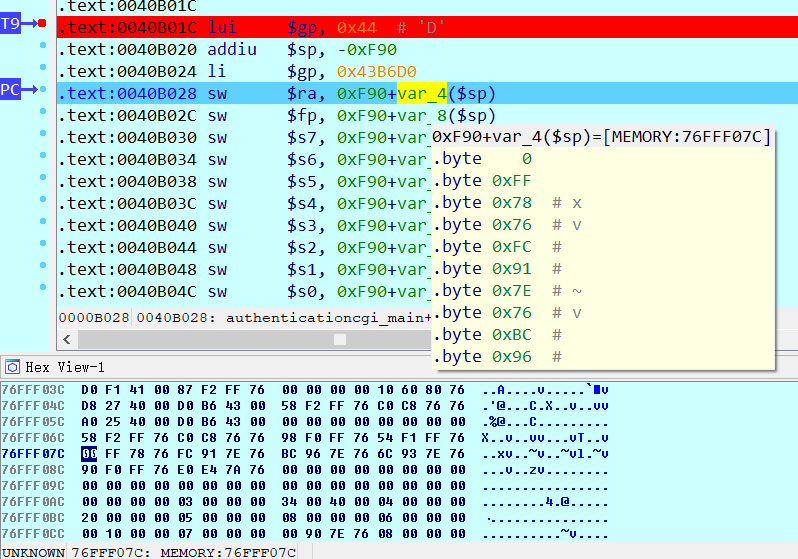 .text:0040B01C
T9 .text:0040B01C lui $gp, 0x44 # 'D'
.text:0040B020 addiu $sp, -0xF90
.text:0040B024 li $gp, 0x43B6D0
PC .text:0040B028 sw $ra, 0xF90+var_4($sp)
.text:0040B02C sw $fp, 0xF90+var_8($sp)
.text:0040B030 sw $s7, 0xF90+var_
.text:0040B034 sw $s6, 0xF90+var_
.text:0040B038 sw $s5, 0xF90+var_
.text:0040B03C sw $s4, 0xF90+var_
.text:0040B040 sw $s3, 0xF90+var_
.text:0040B044 sw $s2, 0xF90+var_
.text:0040B048 sw $s1, 0xF90+var_
.text:0040B04C sw $s0, 0xF90+var_
0xF90+var_4($sp)=[MEMORY:76FFF07C]
.byte 0
.byte 0xFF
.byte 0x78 # x
.byte 0x76 # v
.byte 0xFC #
.byte 0x91 #
.byte 0x7E # ~
.byte 0x76 # v
.byte 0xBC #
.byte 0x96 #
0000B028 0040B028: authenticationcgi_main+
Hex View-1
76FFF03C D0 F1 41 00 87 F2 FF 76 00 00 00 00 10 60 80 76 ..A....v.....`.v
76FFF04C D8 27 40 00 D0 B6 43 00 58 F2 FF 76 C0 C8 76 76 .'@...C.X..v..vv
76FFF05C A0 25 40 00 D0 B6 43 00 00 00 00 00 00 00 00 00 .%@...C.........
76FFF06C 58 F2 FF 76 C0 C8 76 76 98 F0 FF 76 54 F1 FF 76 X..v..vv...vT..v
76FFF07C 00 FF 78 76 FC 91 7E 76 BC 96 7E 76 6C 93 7E 76 ..xv..~v..~vl.~v
76FFF08C 90 F0 FF 76 E0 E4 7A 76 00 00 00 00 00 00 00 00 ...v..zv........
76FFF09C 00 00 00 00 00 00 00 00 00 00 00 00 00 00 00 00 ................
76FFF0AC 00 00 00 00 03 00 00 00 34 00 40 00 04 00 00 00 ........4.@.....
76FFF0BC 20 00 00 00 05 00 00 00 08 00 00 00 06 00 00 00 ...............
76FFF0CC 00 10 00 00 07 00 00 00 00 90 7E 76 08 00 00 00 ..........~v....
UNKNOWN 76FFF07C: MEMORY:76FFF07C